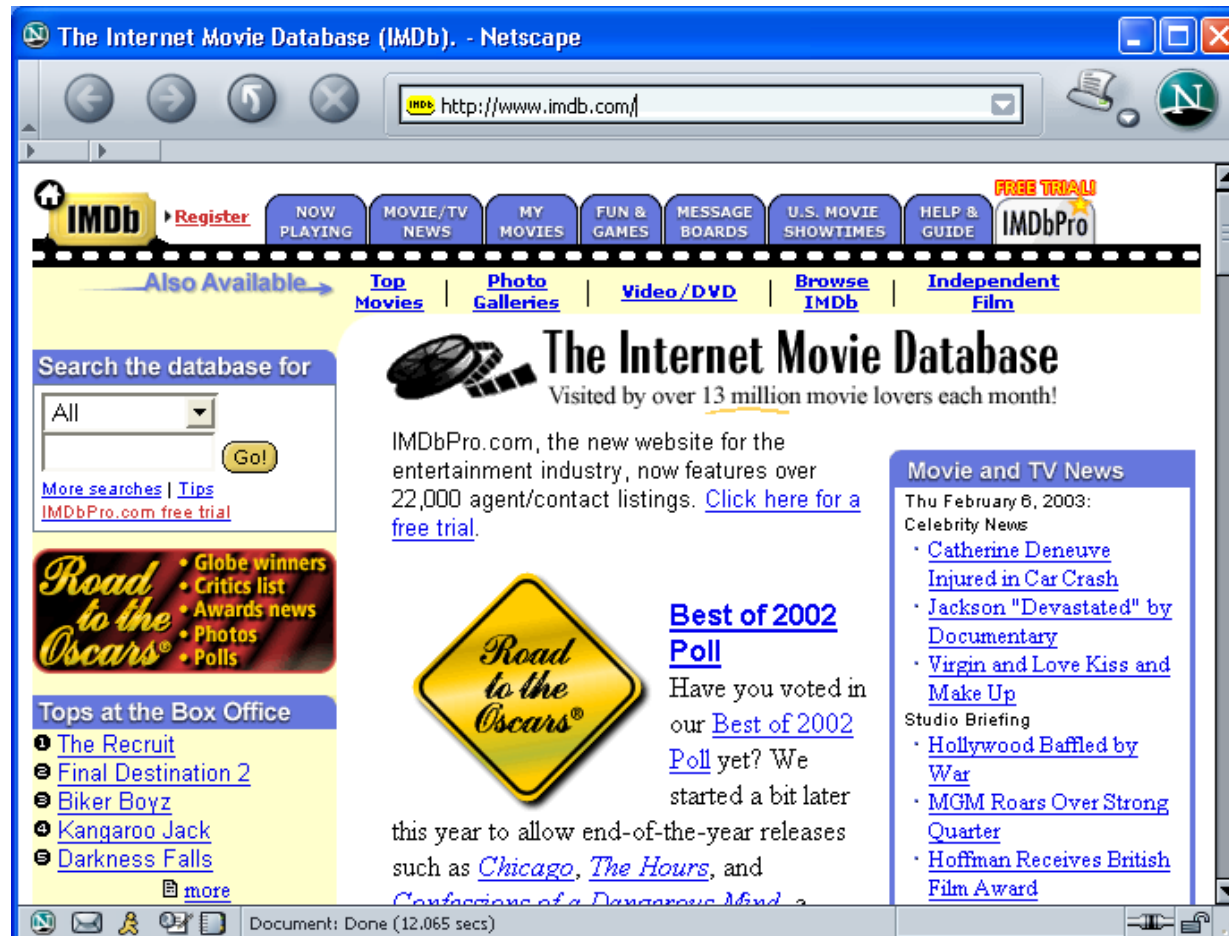 The Internet Movie Database (IMDb). - Netscape
IMDb http://www.imdb.com/
N
FREE TRIAL!
IMDb Register NOW PLAYING MOVIE/TV NEWS MY MOVIES FUN & GAMES MESSAGE BOARDS U.S. MOVIE SHOWTIMES HELP & GUIDE IMDbPro
Also Available Top Movies | Photo Galleries | Video/DVD | Browse IMDb | Independent Film
The Internet Movie Database
Visited by over 13 million movie lovers each month!
Search the database for
All
Go!
More searches | Tips
IMDbPro.com free trial
Road to the Oscars®
• Globe winners
• Critics list
• Awards news
• Photos
• Polls
Tops at the Box Office
1 The Recruit
2 Final Destination 2
3 Biker Boyz
4 Kangaroo Jack
5 Darkness Falls
more
IMDbPro.com, the new website for the
entertainment industry, now features over
22,000 agent/contact listings. Click here for a
free trial.
Road
to the
Oscars®
Best of 2002
Poll
Have you voted in
our Best of 2002
Poll yet? We
started a bit later
this year to allow end-of-the-year releases
such as Chicago, The Hours, and
Confessions of a Dangerous Mind, a
Movie and TV News
Thu February 6, 2003:
Celebrity News
· Catherine Deneuve
Injured in Car Crash
· Jackson "Devastated" by
Documentary
· Virgin and Love Kiss and
Make Up
Studio Briefing
· Hollywood Baffled by
War
· MGM Roars Over Strong
Quarter
· Hoffman Receives British
Film Award
Document: Done (12.065 secs)